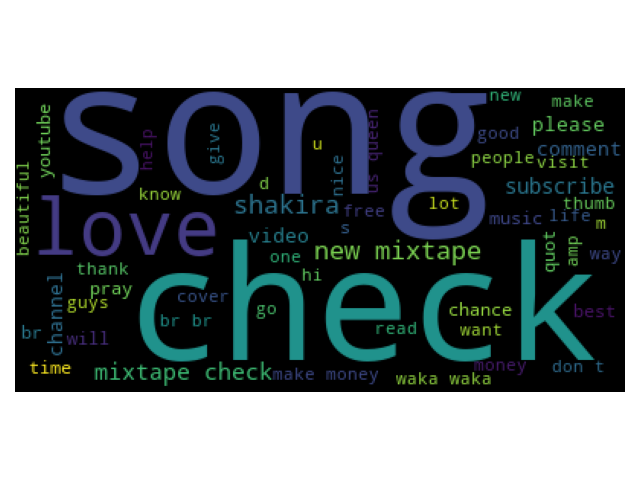 song
new
make
youtube
help
give
u
us queen
good
please
people
visit
comment
beautiful
know
d
nice
subscribe
love
shakira
free
lot
thumb
music
life
m
video
s
new mixtape
quot
amp
way
thank
one
hi
check
channel
pray
guys
cover
go
chance
best
br
will
br br
read
want
time
mixtape check
make money
waka waka
money
don t